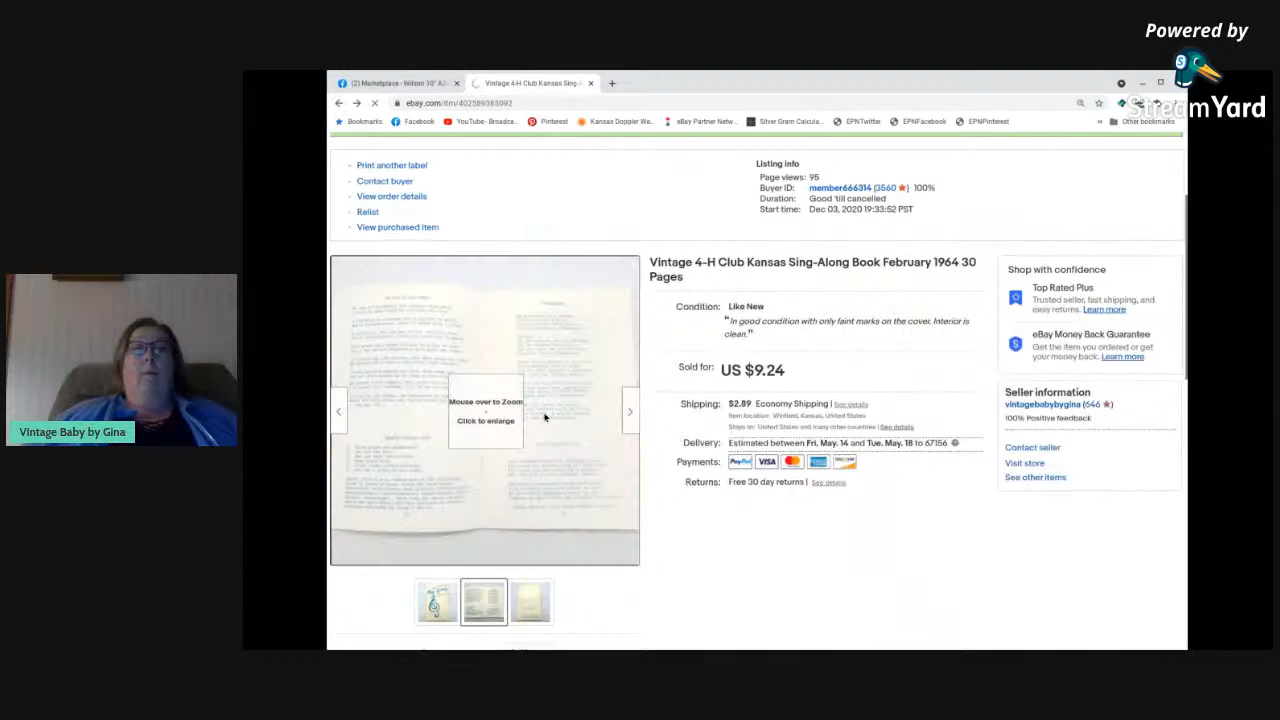 Powered by
StreamYard
(2) Marketplace - Wilson 10" A2
Vintage 4-H Club Kansas Sing-A
ebay.com/itm/402589385092
Bookmarks
Facebook
YouTube - Broadca...
Pinterest
Kansas Doppler We...
eBay Partner Netw...
Silver Gram Calcula...
EPNTwitter
EPNFacebook
EPNPinterest
»
Other bookmarks
Print another label
Contact buyer
View order details
Relist
View purchased item
Listing info
Page views: 95
Buyer ID: member666314 (3560 ) 100%
Duration: Good 'till cancelled
Start time: Dec 03, 2020 19:33:52 PST
Vintage 4-H Club Kansas Sing-Along Book February 1964 30
Pages
Condition: Like New
"In good condition with only faint marks on the cover. Interior is
clean."
Sold for: US $9.24
Shipping: $2.89 Economy Shipping | See details
Item location: Winfield, Kansas, United States
Ships to: United States and many other countries | See details
Delivery: Estimated between Fri. May. 14 and Tue. May. 18 to 67156
Payments: PayPal VISA
Returns: Free 30 day returns | See details
Mouse over to Zoom
-
Click to enlarge
Shop with confidence
Top Rated Plus
Trusted seller, fast shipping, and
easy returns. Learn more
eBay Money Back Guarantee
Get the item you ordered or get
your money back. Learn more
Seller information
vintagebabybygina (646 )
100% Positive feedback
Contact seller
Visit store
See other items
Vintage Baby by Gina